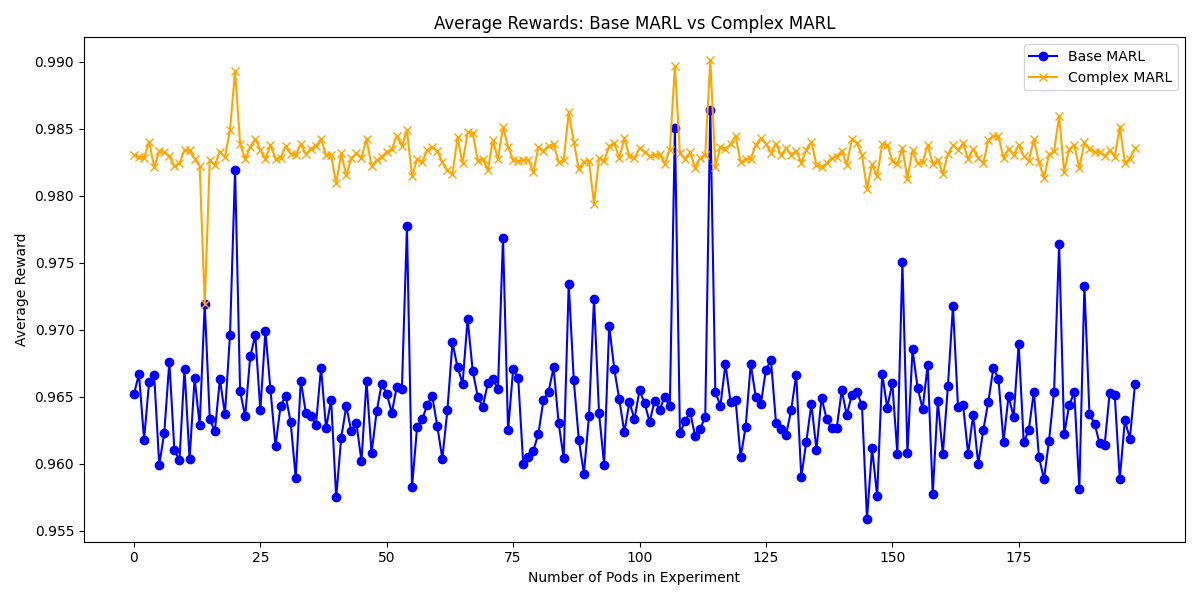 Average Rewards: Base MARL vs Complex MARL
Base MARL
Complex MARL
Average Reward
0.990
0.985
0.980
0.975
0.970
0.965
0.960
0.955
0 25 50 75 100 125 150 175
Number of Pods in Experiment